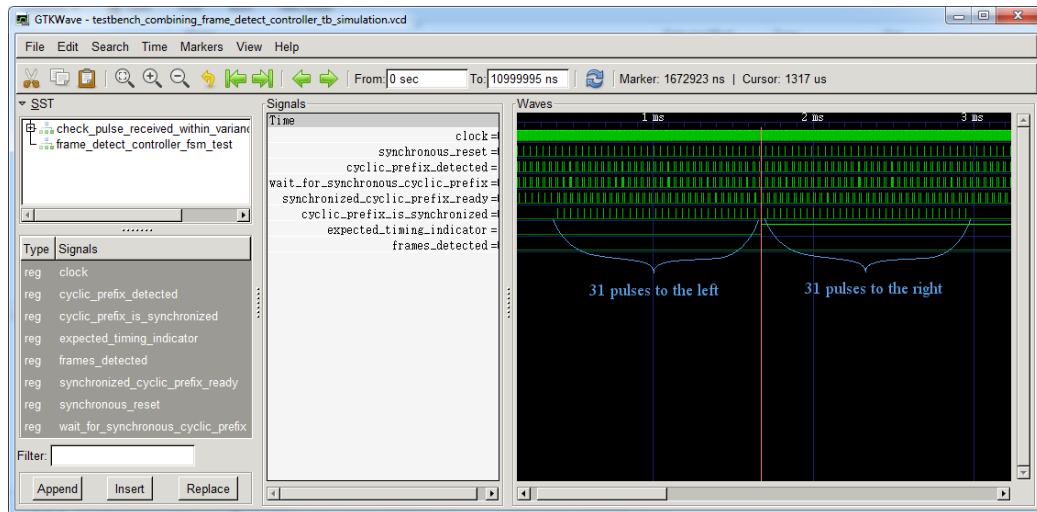 GTKWave - testbench_combining_frame_detect_controller_tb_simulation.vcd
File Edit Search Time Markers View Help
From: 0 sec To: 10999995 ns Marker: 1672923 ns | Cursor: 1317 us
SST
check_pulse_received_within_varianc
frame_detect_controller_fsm_test
Type Signals
reg clock
reg cyclic_prefix_detected
reg cyclic_prefix_is_synchronized
reg expected_timing_indicator
reg frames_detected
reg synchronized_cyclic_prefix_ready
reg synchronous_reset
reg wait_for_synchronous_cyclic_prefix
Filter:
Append Insert Replace
Signals
Time
clock =
synchronous_reset =
cyclic_prefix_detected =
wait_for_synchronous_cyclic_prefix =
synchronized_cyclic_prefix_ready =
cyclic_prefix_is_synchronized =
expected_timing_indicator =
frames_detected =
Waves
1 ms 2 ms 3 ms
31 pulses to the left 31 pulses to the right